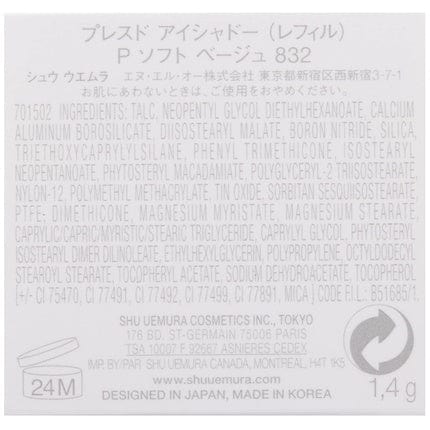 プレスド アイシャドー (レフィル)
P ソフト ベージュ 832
シュウ ウエムラ エヌ・エル・オー株式会社 東京都新宿区西新宿3-7-1
お肌にあわないときは、ご使用をおやめください。
701502 INGREDIENTS: TALC, NEOPENTYL GLYCOL DIETHYLHEXANOATE, CALCIUM
ALUMINUM BOROSILICATE, DIISOSTEARYL MALATE, BORON NITRIDE, SILICA,
TRIETHOXYCAPRYLYLSILANE, PHENYL TRIMETHICONE, ISOSTEARYL
NEOPENTANOATE, PHYTOSTERYL MACADAMIATE, POLYGLYCERYL-2 TRIISOSTEARATE,
NYLON-12, POLYMETHYL METHACRYLATE, TIN OXIDE, SORBITAN SESQUIISOSTEARATE,
PTFE, DIMETHICONE, MAGNESIUM MYRISTATE, MAGNESIUM STEARATE,
CAPRYLIC/CAPRIC/MYRISTIC/STEARIC TRIGLYCERIDE, CAPRYLYL GLYCOL, PHYTOSTERYL
ISOSTEARYL DIMER DILINOLEATE, ETHYLHEXYLGLYCERIN, POLYPROPYLENE, OCTYLDODECYL
STEAROYL STEARATE, TOCOPHERYL ACETATE, SODIUM DEHYDROACETATE, TOCOPHEROL
[+/- CI 75470, CI 77491, CI 77492, CI 77499, CI 77891, MICA ] CODE F.I.L. : B51685/1
SHU UEMURA COSMETICS INC., TOKYO
176 BD. ST-GERMAIN 75006 PARIS
TSA 10097 F 92667 ASNIERES CEDEX
IMP. BY/PAR SHU UEMURA CANADA, MONTREAL, H4T 1K5
www.shuuemura.com
DESIGNED IN JAPAN, MADE IN KOREA
24M
1,4 g